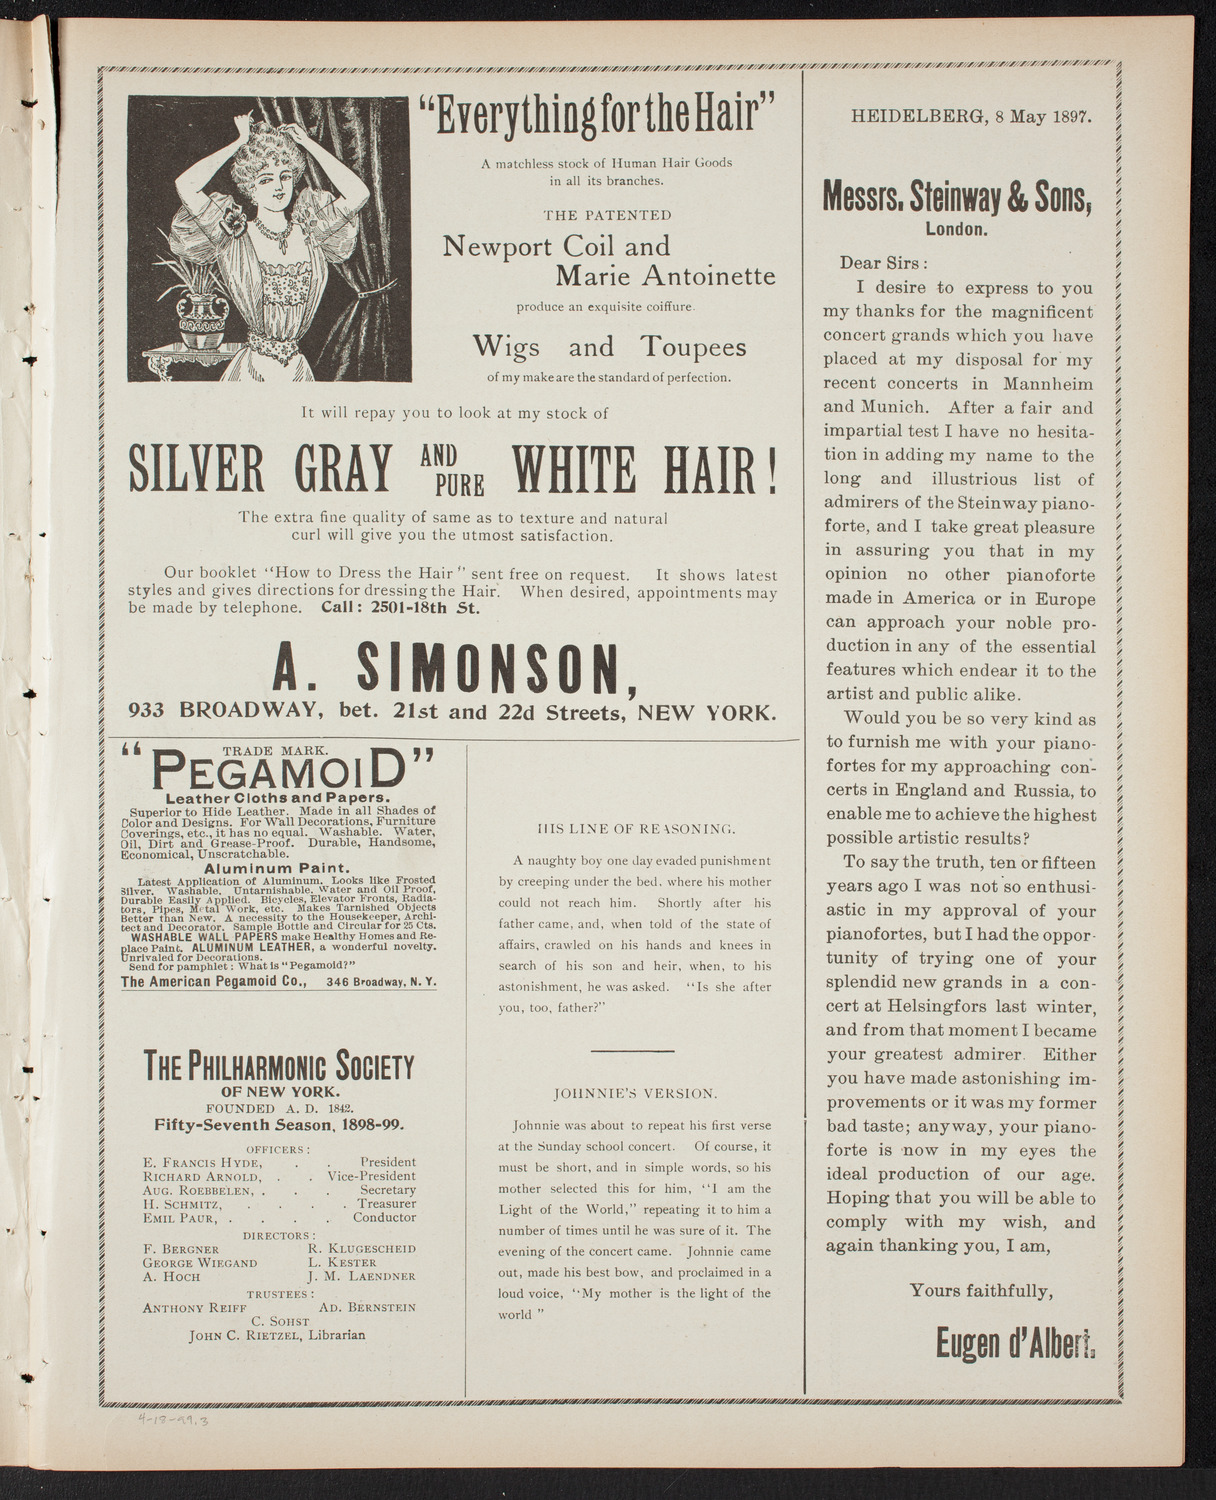 "Everything for the Hair"
A matchless stock of Human Hair Goods
in all its branches.
THE PATENTED
Newport Coil and
Marie Antoinette
produce an exquisite coiffure.
Wigs and Toupees
of my make are the standard of perfection.
It will repay you to look at my stock of
SILVER GRAY AND PURE WHITE HAIR!
The extra fine quality of same as to texture and natural
curl will give you the utmost satisfaction.
Our booklet "How to Dress the Hair" sent free on request. It shows latest
styles and gives directions for dressing the Hair. When desired, appointments may
be made by telephone. Call: 2501-18th St.
A. SIMONSON,
933 BROADWAY, bet. 21st and 22d Streets, NEW YORK.
TRADE MARK.
"PEGAMOID"
Leather Cloths and Papers.
Superior to Hide Leather. Made in all Shades of
Color and Designs. For Wall Decorations, Furniture
Coverings, etc., it has no equal. Washable. Water,
Oil, Dirt and Grease-Proof. Durable, Handsome,
Economical, Unscratchable.
Aluminum Paint.
Latest Application of Aluminum. Looks like Frosted
Silver. Washable. Untarnishable. Water and Oil Proof,
Durable Easily Applied. Bicycles, Elevator Fronts, Radia-
tors, Pipes, Metal Work, etc. Makes Tarnished Objects
Better than New. A necessity to the Housekeeper, Archi-
tect and Decorator. Sample Bottle and Circular for 25 Cts.
WASHABLE WALL PAPERS make Healthy Homes and Re-
place Paint. ALUMINUM LEATHER, a wonderful novelty.
Unrivaled for Decorations.
Send for pamphlet: What is "Pegamoid?"
The American Pegamoid Co., 346 Broadway, N. Y.
THE PHILHARMONIC SOCIETY
OF NEW YORK.
FOUNDED A. D. 1842.
Fifty-Seventh Season, 1898-99.
OFFICERS:
E. FRANCIS HYDE, . . President
RICHARD ARNOLD, . . Vice-President
AUG. ROEBBELEN, . . . Secretary
H. SCHMITZ, . . . . Treasurer
EMIL PAUR, . . . . Conductor
DIRECTORS:
F. BERGNER R. KLUGESCHEID
GEORGE WIEGAND L. KESTER
A. HOCH J. M. LAENDNER
TRUSTEES:
ANTHONY REIFF AD. BERNSTEIN
C. SOHST
JOHN C. RIETZEL, Librarian
HIS LINE OF REASONING.
A naughty boy one day evaded punishment
by creeping under the bed, where his mother
could not reach him. Shortly after his
father came, and, when told of the state of
affairs, crawled on his hands and knees in
search of his son and heir, when, to his
astonishment, he was asked. "Is she after
you, too, father?"
JOHNNIE'S VERSION.
Johnnie was about to repeat his first verse
at the Sunday school concert. Of course, it
must be short, and in simple words, so his
mother selected this for him, "I am the
Light of the World," repeating it to him a
number of times until he was sure of it. The
evening of the concert came. Johnnie came
out, made his best bow, and proclaimed in a
loud voice, "My mother is the light of the
world "
HEIDELBERG, 8 May 1897.
Messrs. Steinway & Sons,
London.
Dear Sirs:
I desire to express to you
my thanks for the magnificent
concert grands which you have
placed at my disposal for my
recent concerts in Mannheim
and Munich. After a fair and
impartial test I have no hesita-
tion in adding my name to the
long and illustrious list of
admirers of the Steinway piano-
forte, and I take great pleasure
in assuring you that in my
opinion no other pianoforte
made in America or in Europe
can approach your noble pro-
duction in any of the essential
features which endear it to the
artist and public alike.
Would you be so very kind as
to furnish me with your piano-
fortes for my approaching con-
certs in England and Russia, to
enable me to achieve the highest
possible artistic results?
To say the truth, ten or fifteen
years ago I was not so enthusi-
astic in my approval of your
pianofortes, but I had the oppor-
tunity of trying one of your
splendid new grands in a con-
cert at Helsingfors last winter,
and from that moment I became
your greatest admirer. Either
you have made astonishing im-
provements or it was my former
bad taste; anyway, your piano-
forte is now in my eyes the
ideal production of our age.
Hoping that you will be able to
comply with my wish, and
again thanking you, I am,
Yours faithfully,
Eugen d'Albert.
4-18-99.3